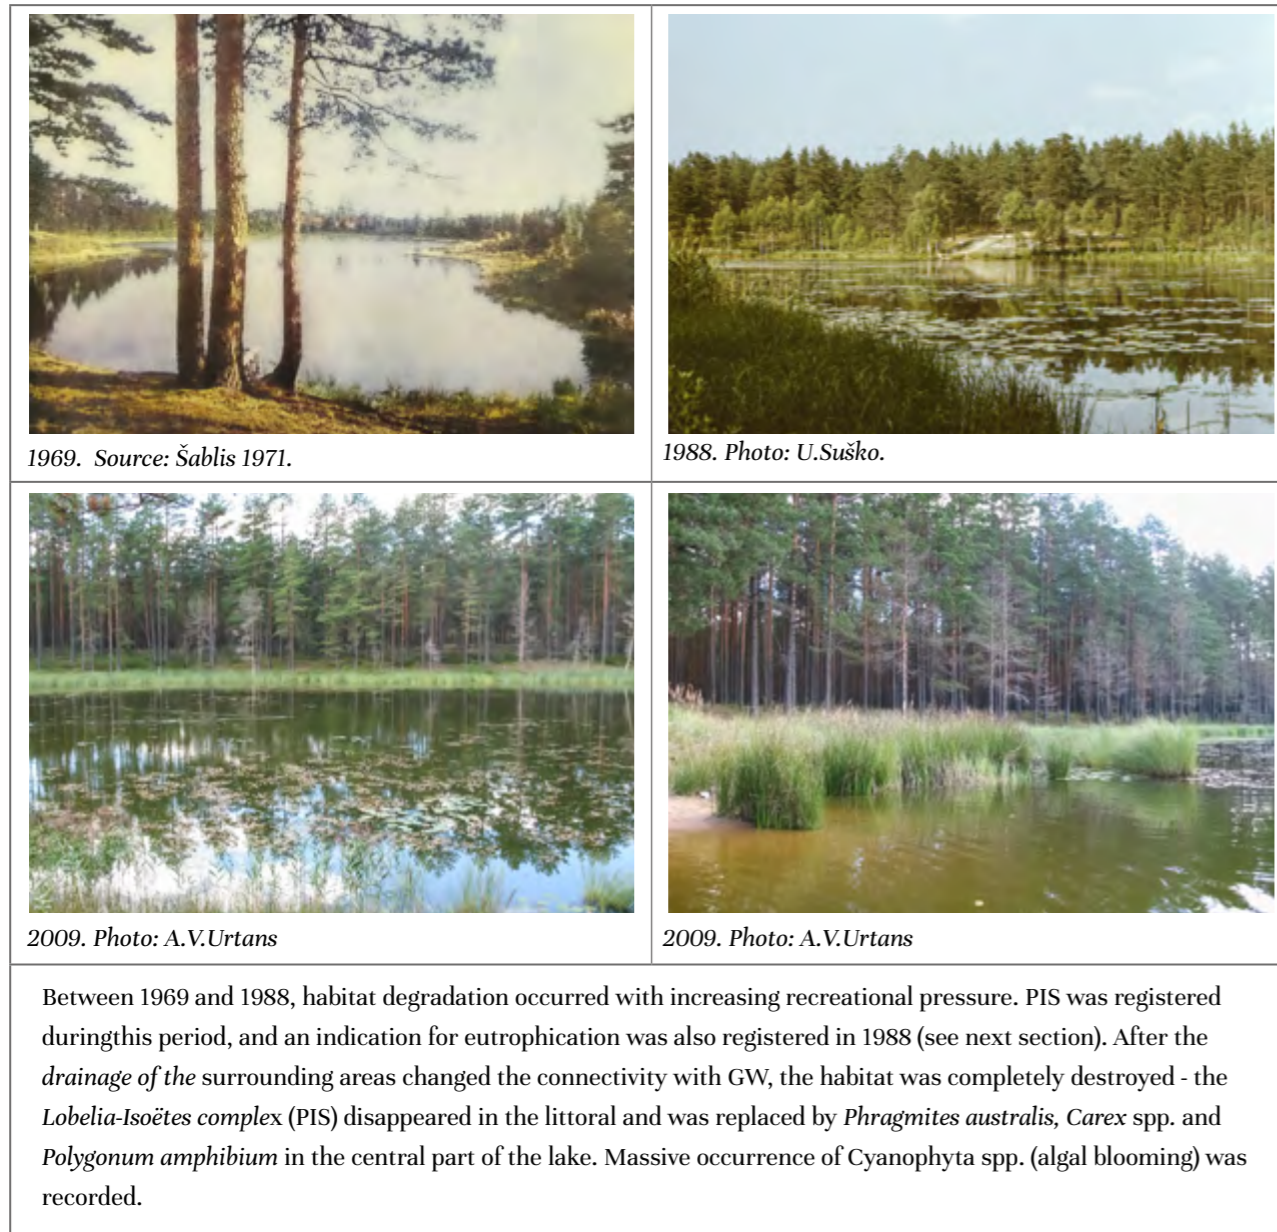 1969. Source: Šablis 1971.
1988. Photo: U.Suško.
2009. Photo: A.V.Urtans
2009. Photo: A.V.Urtans
Between 1969 and 1988, habitat degradation occurred with increasing recreational pressure. PIS was registered
duringthis period, and an indication for eutrophication was also registered in 1988 (see next section). After the
drainage of the surrounding areas changed the connectivity with GW, the habitat was completely destroyed - the
Lobelia-Isoëtes complex (PIS) disappeared in the littoral and was replaced by Phragmites australis, Carex spp. and
Polygonum amphibium in the central part of the lake. Massive occurrence of Cyanophyta spp. (algal blooming) was
recorded.